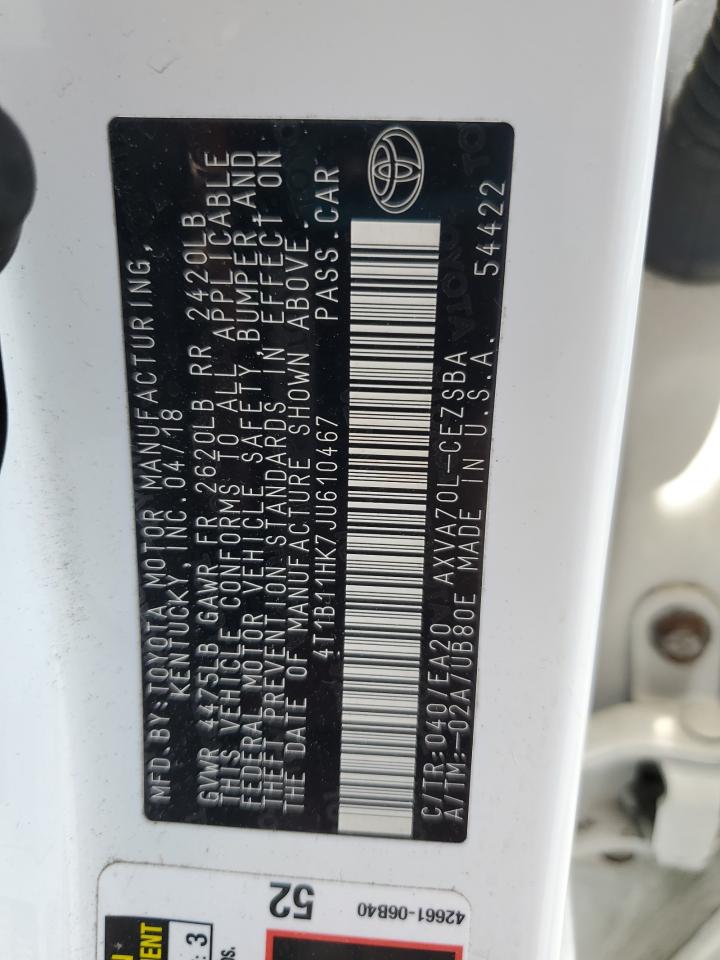 MFD.BY:TOYOTA MOTOR MANUFACTURING,
KENTUCKY, INC. 04/18
GVWR 4475LB GAWR FR 2620LB RR 2420LB
THIS VEHICLE CONFORMS TO ALL APPLICABLE
FEDERAL MOTOR VEHICLE SAFETY, BUMPER, AND
THEFT PREVENTION STANDARDS IN EFFECT ON
THE DATE OF MANUFACTURE SHOWN ABOVE.
4T1B11HK7JU610467 PASS.CAR
C/TR:040/EA20 AXVA70L-CEZSBA 54422
A/TM:-02A/UB80E MADE IN U.S.A.
TOYOTA
52
42661-06B40
3